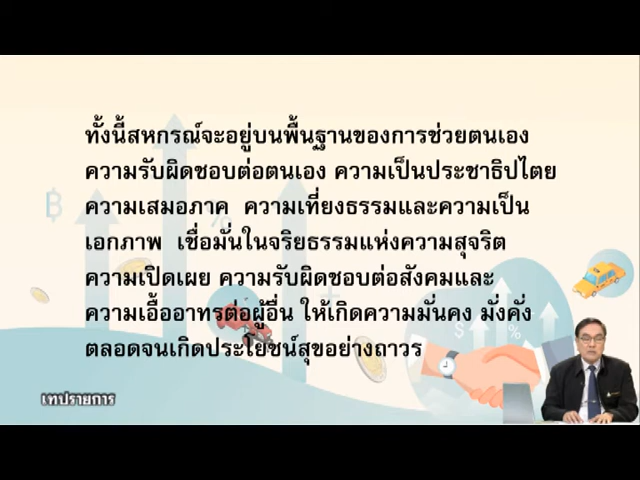 ทั้งนี้สหกรณ์จะอยู่บนพื้นฐานของการช่วยตนเอง
ความรับผิดชอบต่อตนเอง ความเป็นประชาธิปไตย
ความเสมอภาค ความเที่ยงธรรมและความเป็น
เอกภาพ เชื่อมั่นในจริยธรรมแห่งความสุจริต
ความเปิดเผย ความรับผิดชอบต่อสังคมและ
ความเอื้ออาทรต่อผู้อื่น ให้เกิดความมั่นคง มั่งคั่ง
ตลอดจนเกิดประโยชน์สุขอย่างถาวร
เทปรายการ